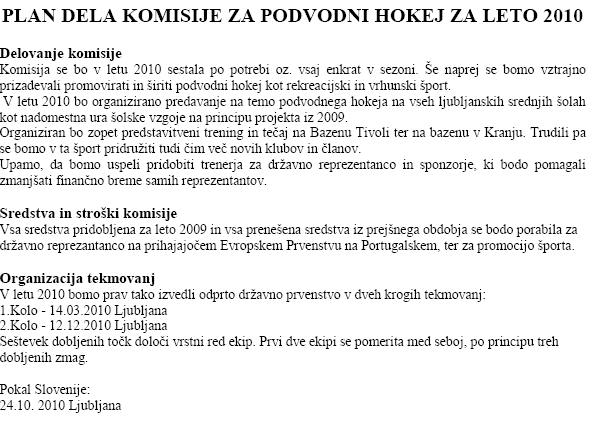 PLAN DELA KOMISIJE ZA PODVODNI HOKEJ ZA LETO 2010
Delovanje komisije
Komisija se bo v letu 2010 sestala po potrebi oz. vsaj enkrat v sezoni. Še naprej se bomo vztrajno
prizadevali promovirati in širiti podvodni hokej kot rekreacijski in vrhunski šport.
V letu 2010 bo organizirano predavanje na temo podvodnega hokeja na vseh ljubljanskih srednjih šolah
kot nadomestna ura šolske vzgoje na principu projekta iz 2009.
Organiziran bo zopet predstavitveni trening in tečaj na Bazenu Tivoli ter na bazenu v Kranju. Trudili pa
se bomo v ta šport pridružiti tudi čim več novih klubov in članov.
Upamo, da bomo uspeli pridobiti trenerja za državno reprezentanco in sponzorje, ki bodo pomagali
zmanjšati finančno breme samih reprezentantov.
Sredstva in stroški komisije
Vsa sredstva pridobljena za leto 2009 in vsa prenešena sredstva iz prejšnega obdobja se bodo porabila za
državno reprezantanco na prihajajočem Evropskem Prvenstvu na Portugalskem, ter za promocijo športa.
Organizacija tekmovanj
V letu 2010 bomo prav tako izvedli odprto državno prvenstvo v dveh krogih tekmovanj:
1.Kolo - 14.03.2010 Ljubljana
2.Kolo - 12.12.2010 Ljubljana
Seštevek dobljenih točk določi vrstni red ekip. Prvi dve ekipi se pomerita med seboj, po principu treh
dobljenih zmag.
Pokal Slovenije:
24.10. 2010 Ljubljana